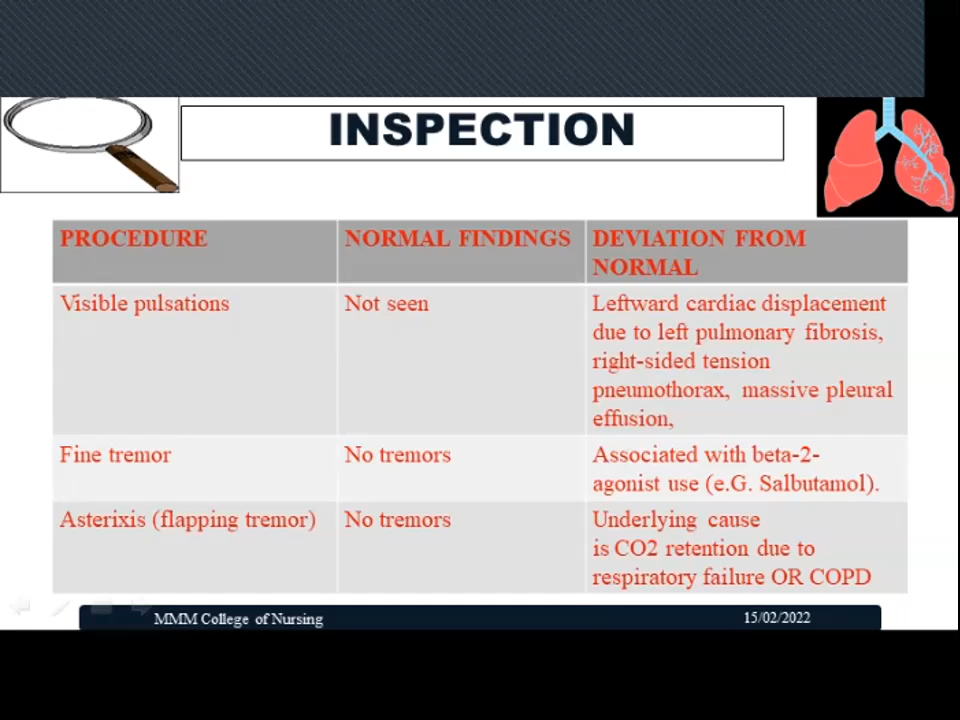 INSPECTION
PROCEDURE
NORMAL FINDINGS
DEVIATION FROM
NORMAL
Visible pulsations
Not seen
Leftward cardiac displacement
due to left pulmonary fibrosis,
right-sided tension
pneumothorax, massive pleural
effusion,
Fine tremor
No tremors
Associated with beta-2-
agonist use (e.G. Salbutamol).
Asterixis (flapping tremor)
No tremors
Underlying cause
is CO2 retention due to
respiratory failure OR COPD
MMM College of Nursing
15/02/2022